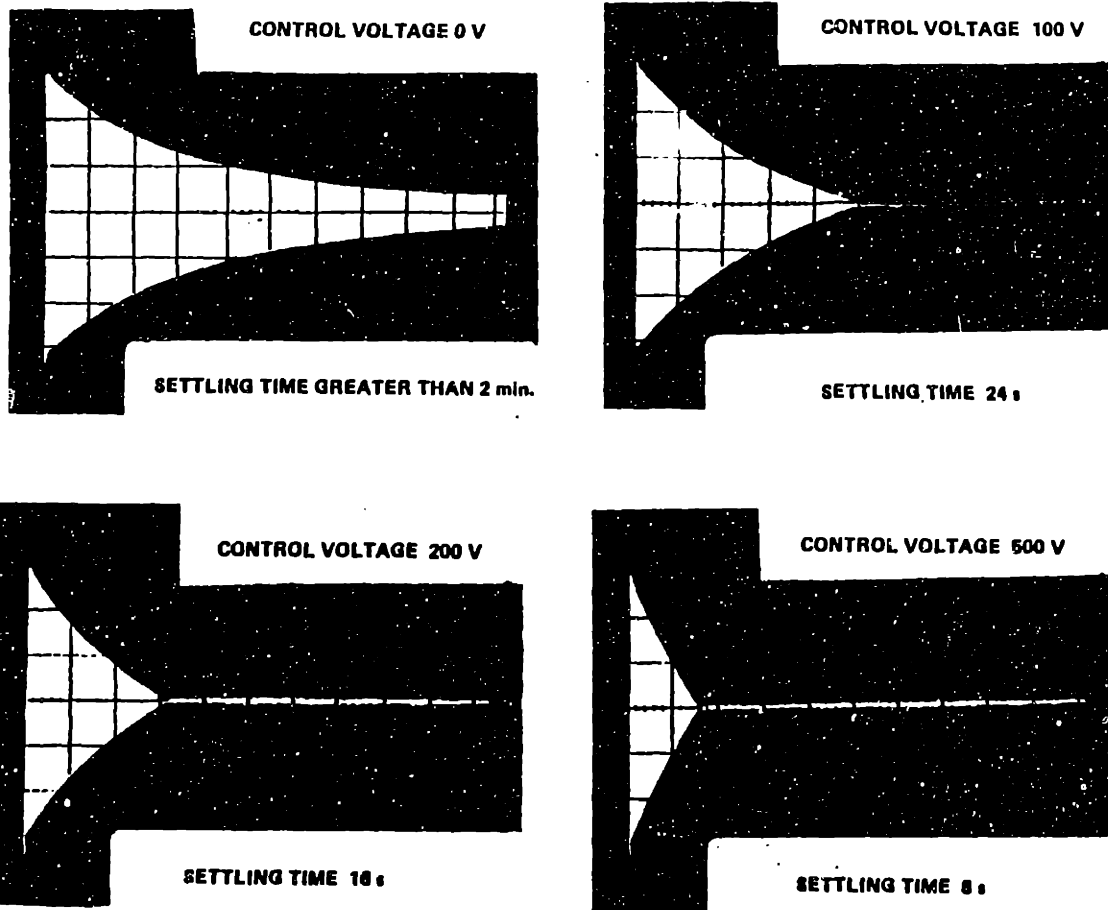 CONTROL VOLTAGE 0 V
SETTLING TIME GREATER THAN 2 min.
CONTROL VOLTAGE 100 V
SETTLING TIME 24 s
CONTROL VOLTAGE 200 V
SETTLING TIME 16 s
CONTROL VOLTAGE 500 V
SETTLING TIME 8 s